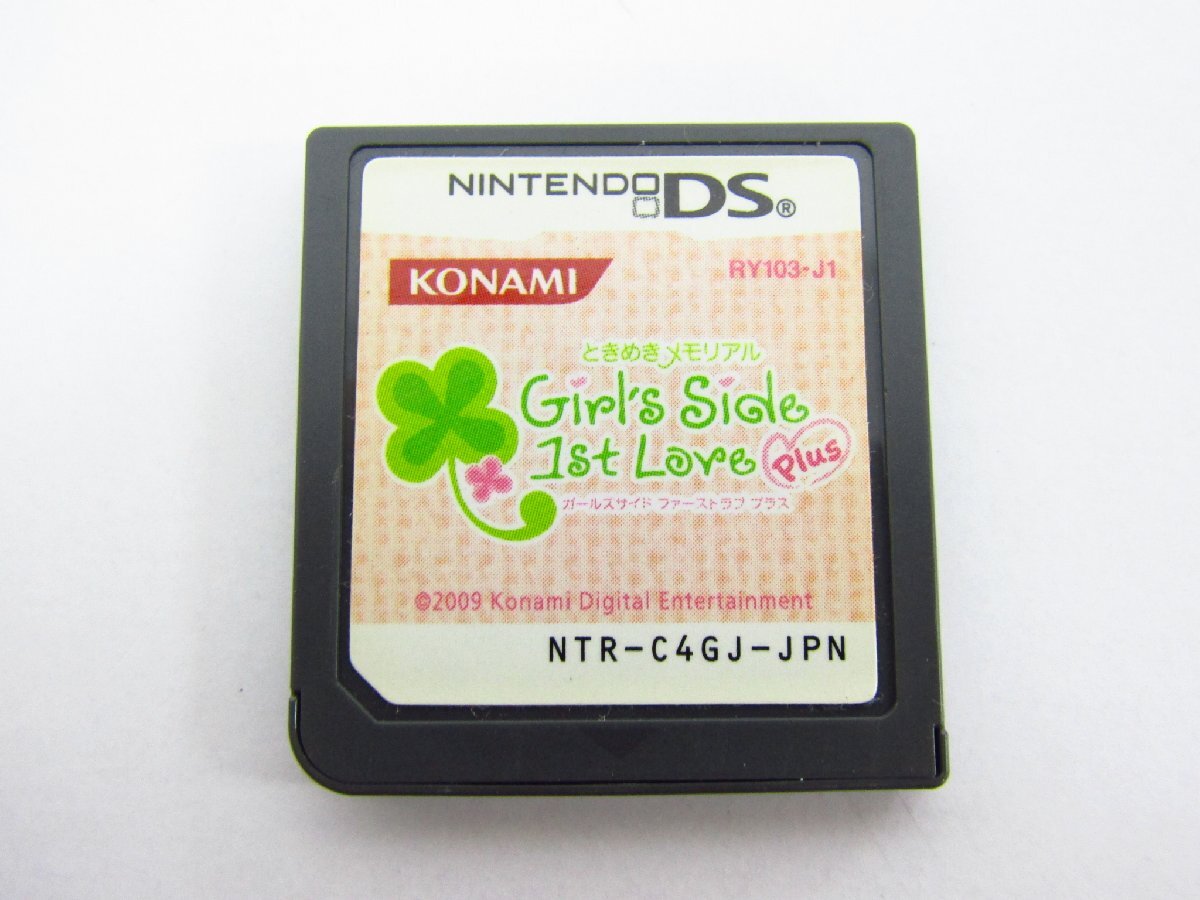 NINTENDO DS®
KONAMI
RY103-J1
ときめきメモリアル
Girl's Side
1st Love Plus
ガールズサイド ファーストラブ プラス
©2009 Konami Digital Entertainment
NTR-C4GJ-JPN